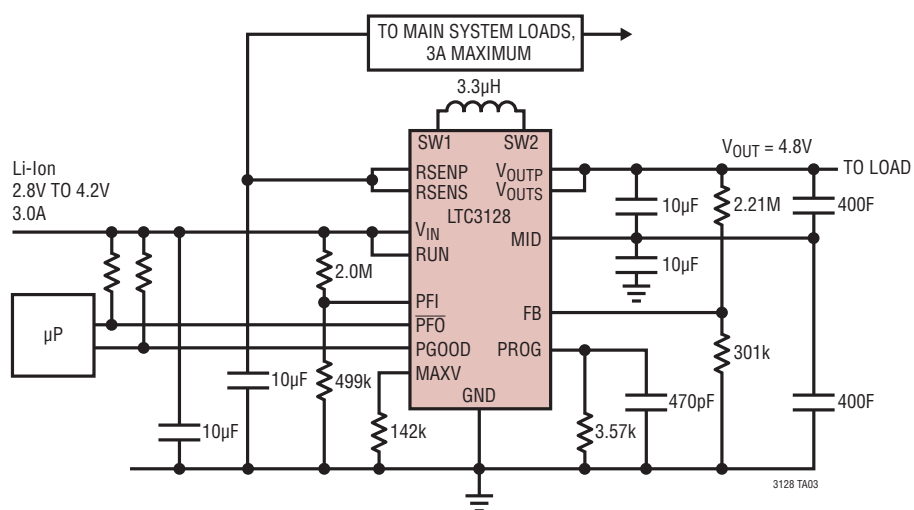 TO MAIN SYSTEM LOADS,
3A MAXIMUM
3.3µH
SW1
SW2
Li-Ion
2.8V TO 4.2V
3.0A
VOUT = 4.8V
TO LOAD
RSENP
RSENS
VOUTP
VOUTS
LTC3128
VIN
RUN
MID
PFI
PFO
PGOOD
MAXV
FB
PROG
GND
µP
2.0M
499k
10µF
10µF
142k
10µF
10µF
2.21M
400F
301k
470pF
3.57k
400F
3128 TA03